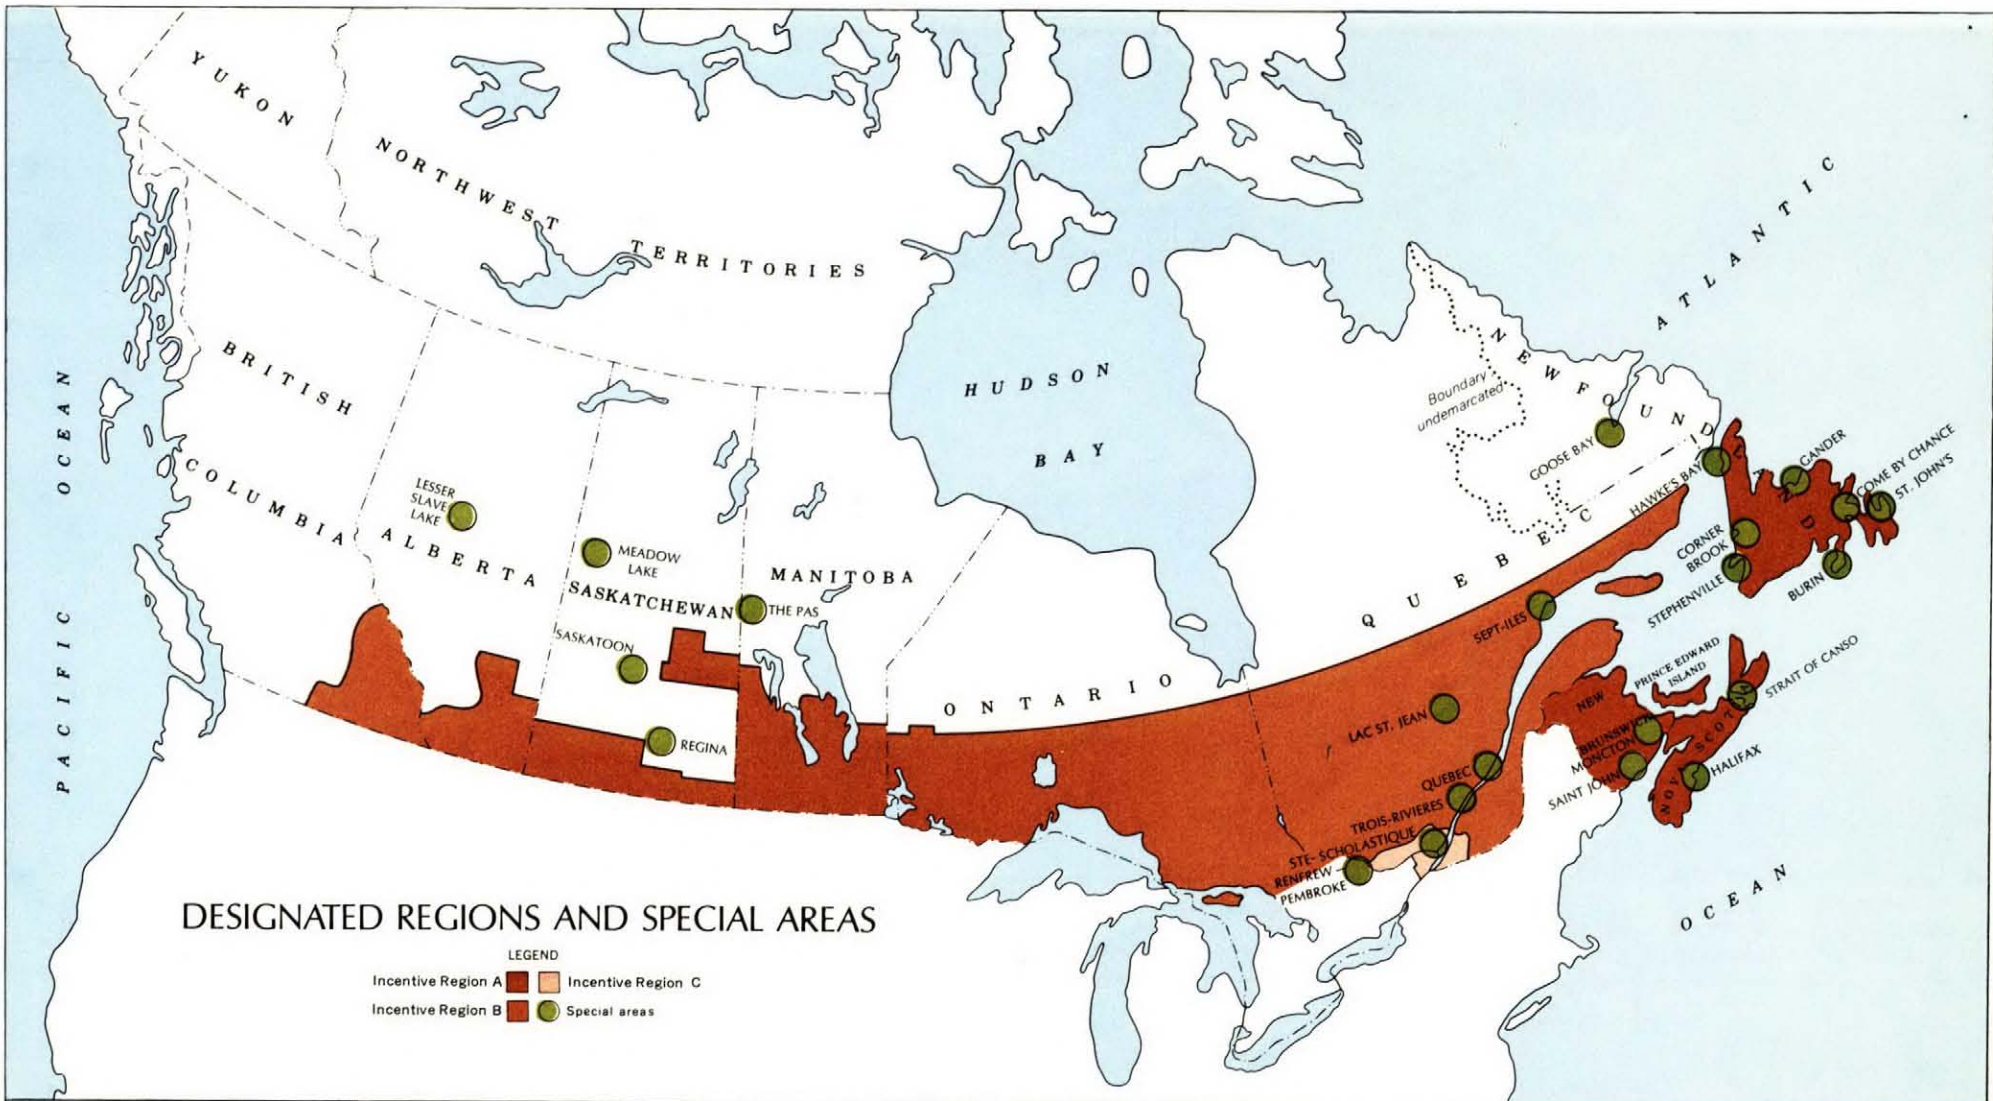 YUKON
NORTHWEST TERRITORIES
ATLANTIC
BRITISH
COLUMBIA
PACIFIC OCEAN
HUDSON
BAY
NEWFOUNDLAND
Boundary
undemarcated
GOOSE BAY
HAWKE'S BAY
GANDER
COME BY CHANCE
ST. JOHN'S
CORNER
BROOK
STEPHENVILLE
BURIN
LESSER
SLAVE
LAKE
ALBERTA
MEADOW
LAKE
SASKATCHEWAN
MANITOBA
THE PAS
SASKATOON
REGINA
ONTARIO
QUEBEC
SEPT-ILES
PRINCE EDWARD
ISLAND
STRAIT OF CANSO
NEW
BRUNSWICK
MONCTON
SAINT JOHN
NOVA SCOTIA
HALIFAX
LAC ST. JEAN
QUEBEC
TROIS-RIVIERES
STE-SCHOLASTIQUE
RENFREW
PEMBROKE
OCEAN
DESIGNATED REGIONS AND SPECIAL AREAS
LEGEND
Incentive Region A
Incentive Region C
Incentive Region B
Special areas